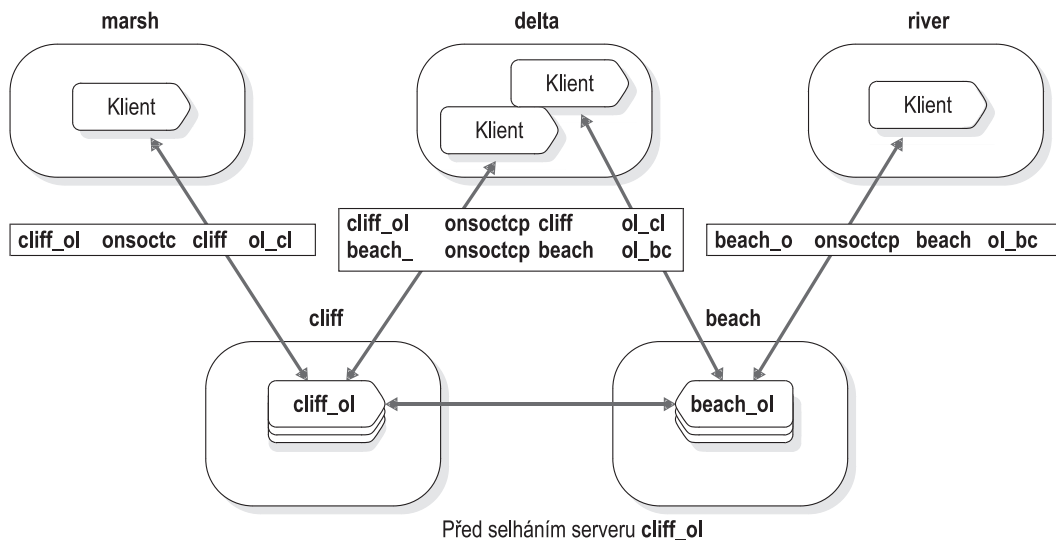 marsh delta river
Klient
Klient
Klient
Klient
cliff_ol onsoctc cliff ol_cl
cliff_ol onsoctcp cliff ol_cl
beach_ onsoctcp beach ol_bc
beach_o onsoctcp beach ol_bc
cliff beach
cliff_ol beach_ol
Před selháním serveru cliff_ol